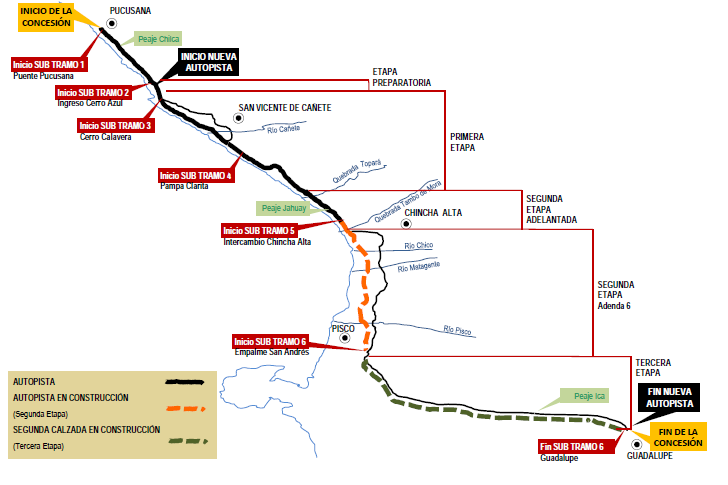 INICIO DE LA
CONCESIÓN
PUCUSANA
Peaje Chilca
INICIO NUEVA
AUTOPISTA
Inicio SUB TRAMO 1
Puente Pucusana
ETAPA
PREPARATORIA
Inicio SUB TRAMO 2
Ingreso Cerro Azul
SAN VICENTE DE CAÑETE
Inicio SUB TRAMO 3
Cerro Calavera
Río Cañeta
PRIMERA
ETAPA
Quebrada Topará
Inicio SUB TRAMO 4
Pampa Clarita
Quebrada Tambo de Mora
SEGUNDA
ETAPA
ADELANTADA
Peaje Jahuay
CHINCHA ALTA
Inicio SUB TRAMO 5
Intercambio Chincha Alta
Río Chico
Río Matagente
SEGUNDA
ETAPA
Adenda 6
PISCO
Río Pisco
Inicio SUB TRAMO 6
Empalme San Andrés
TERCERA
ETAPA
AUTOPISTA
AUTOPISTA EN CONSTRUCCIÓN
(Segunda Etapa)
SEGUNDA CALZADA EN CONSTRUCCIÓN
(Tercera Etapa)
Peaje Ica
FIN NUEVA
AUTOPISTA
FIN DE LA
CONCESIÓN
Fin SUB TRAMO 6
Guadalupe
GUADALUPE